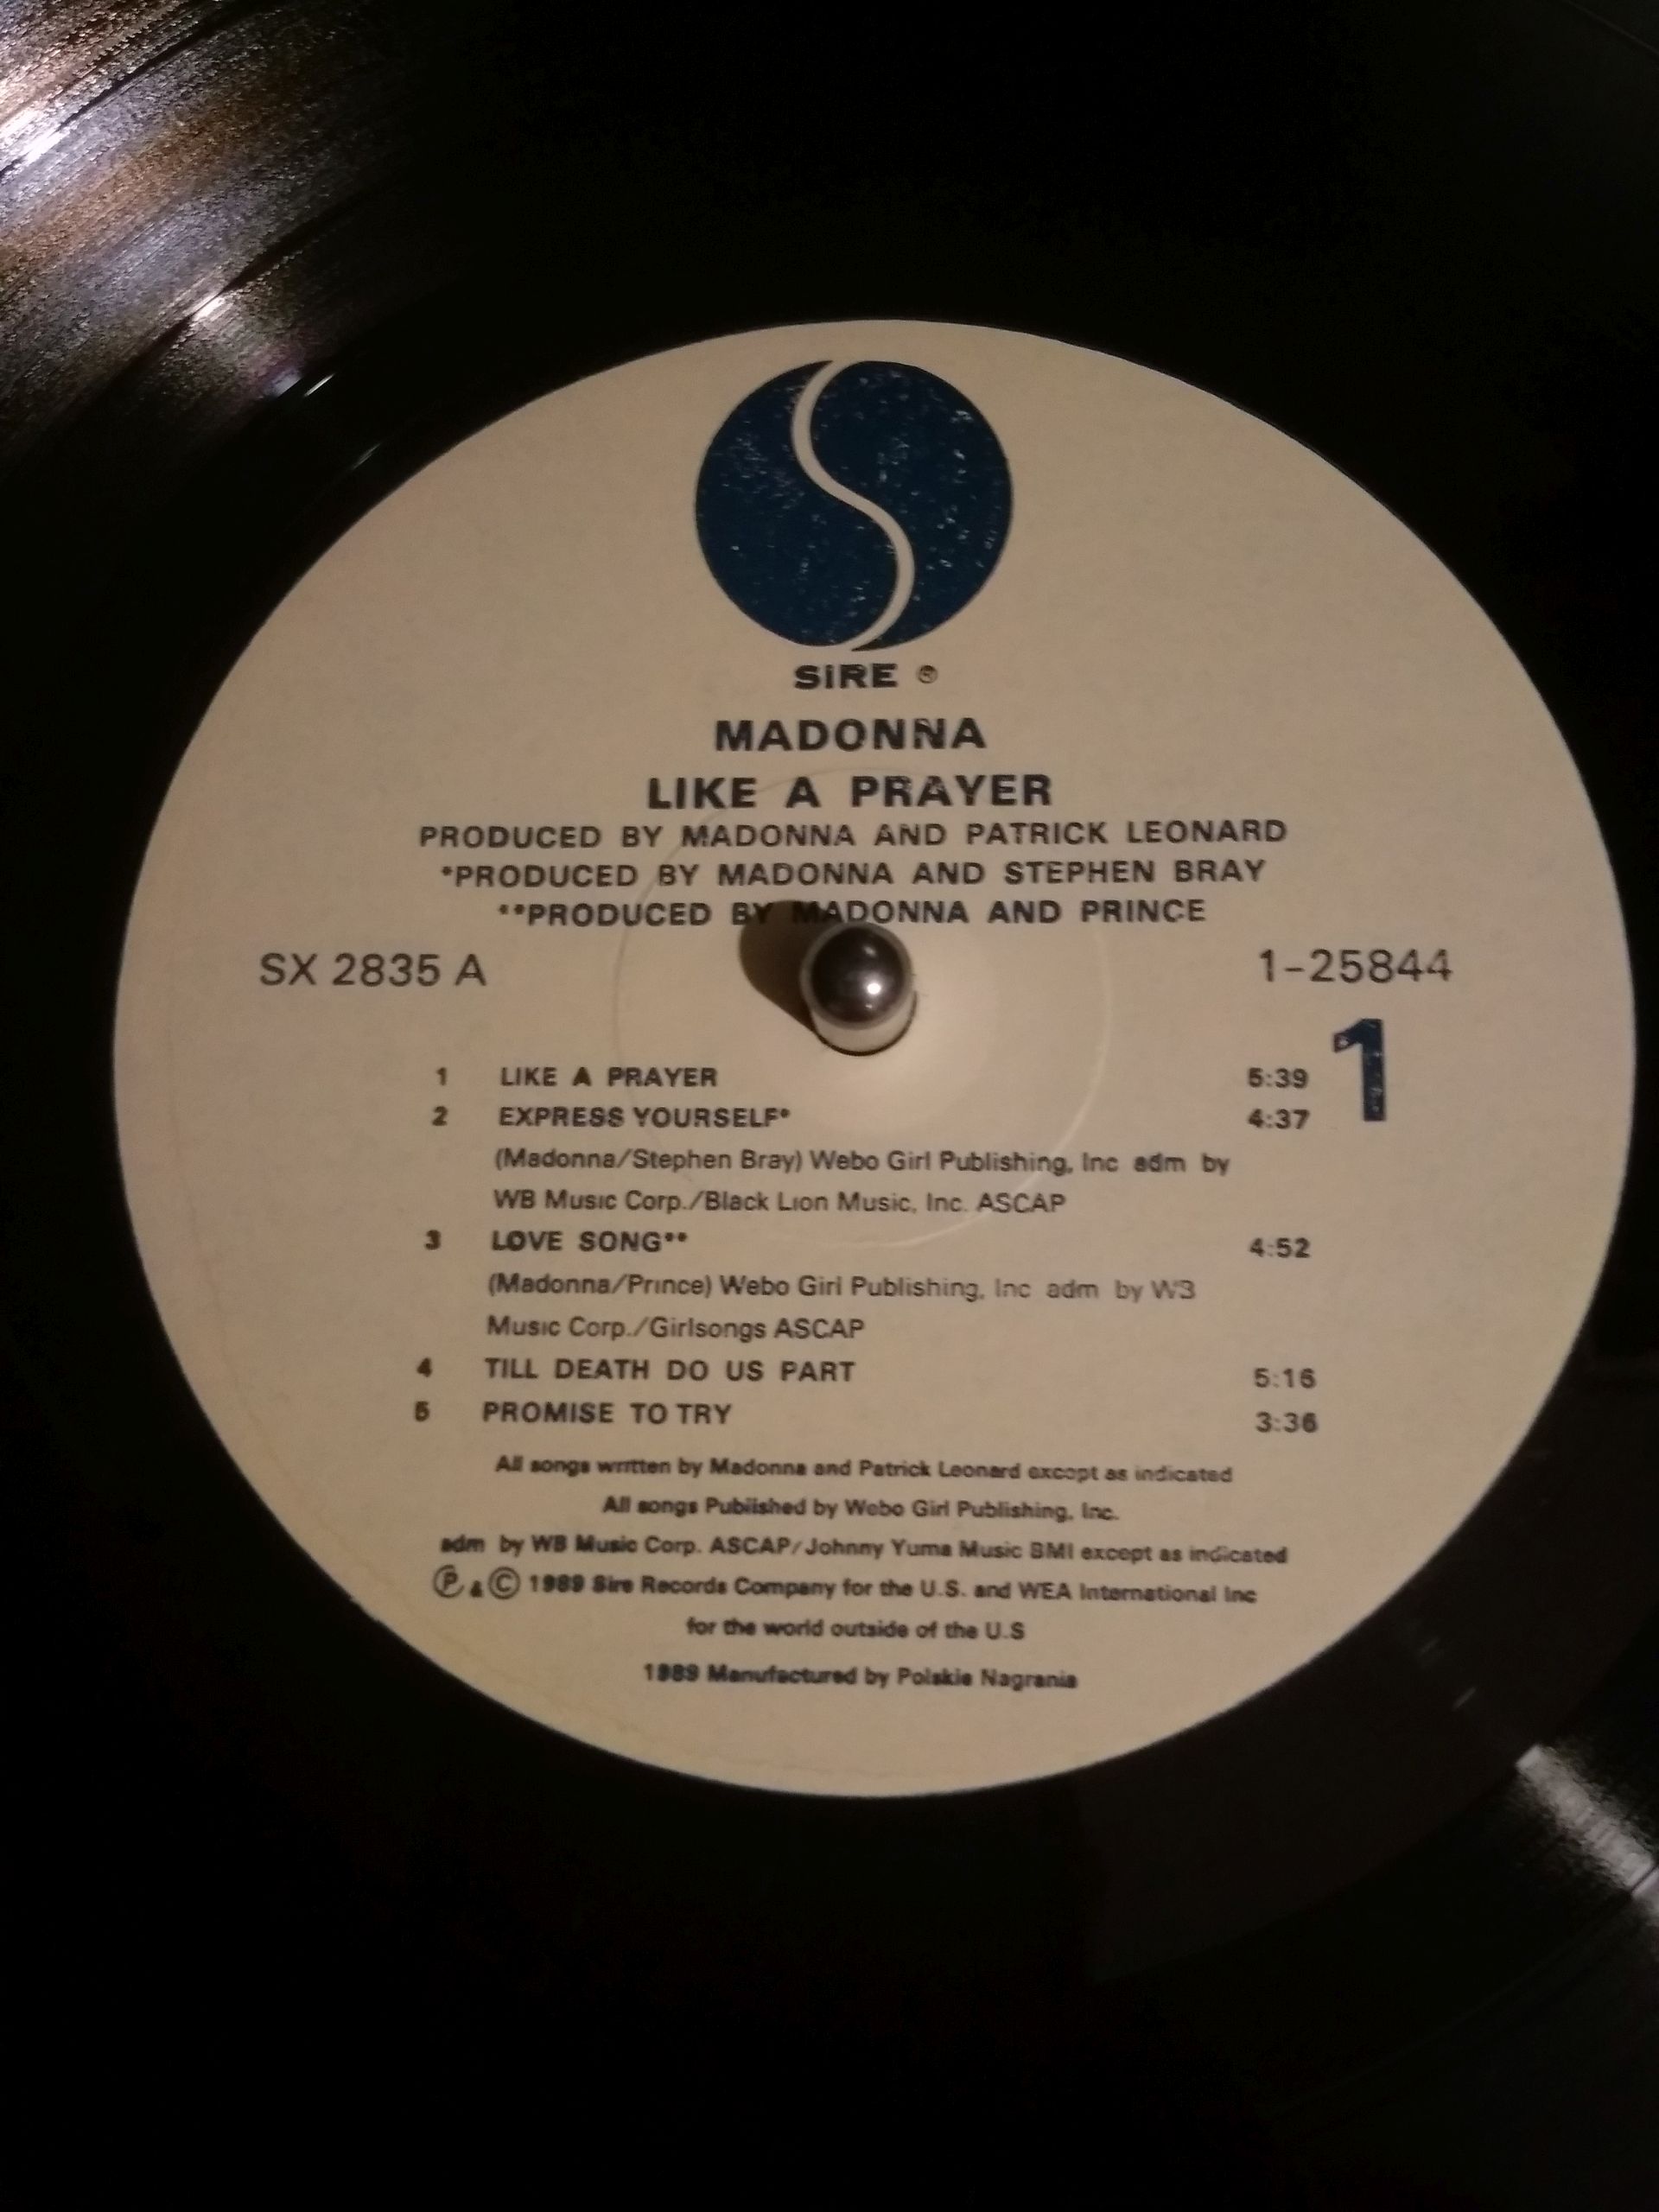 SIRE ®
MADONNA
LIKE A PRAYER
PRODUCED BY MADONNA AND PATRICK LEONARD
*PRODUCED BY MADONNA AND STEPHEN BRAY
**PRODUCED BY MADONNA AND PRINCE
SX 2835 A 1-25844
1
1 LIKE A PRAYER 5:39
2 EXPRESS YOURSELF* 4:37
(Madonna/Stephen Bray) Webo Girl Publishing, Inc adm by
WB Music Corp./Black Lion Music, Inc. ASCAP
3 LOVE SONG** 4:52
(Madonna/Prince) Webo Girl Publishing, Inc adm by WB
Music Corp./Girlsongs ASCAP
4 TILL DEATH DO US PART 5:16
5 PROMISE TO TRY 3:36
All songs written by Madonna and Patrick Leonard except as indicated
All songs Published by Webo Girl Publishing, Inc.
adm by WB Music Corp. ASCAP/Johnny Yuma Music BMI except as indicated
Ⓟ & © 1989 Sire Records Company for the U.S. and WEA International Inc
for the world outside of the U.S
1989 Manufactured by Polskie Nagrania